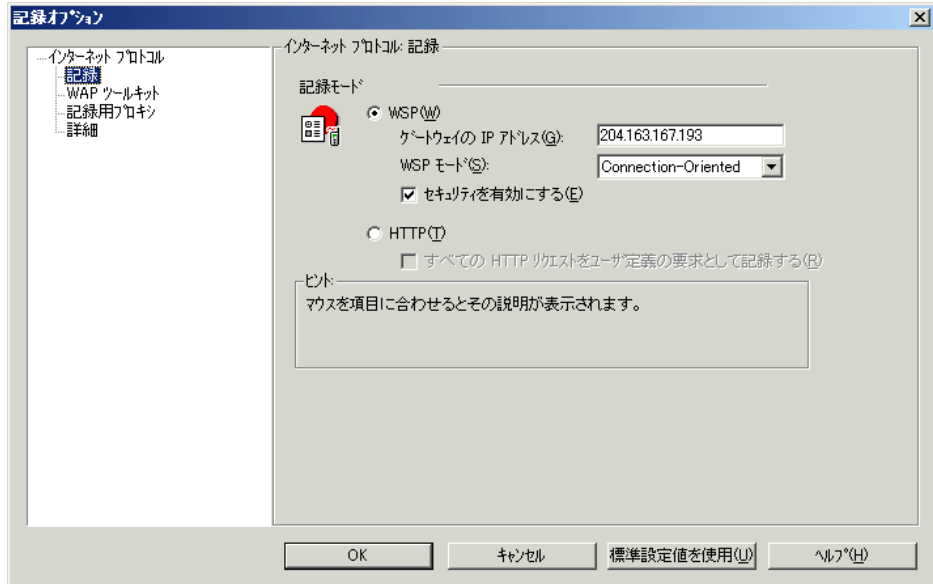 記録オプション
インターネット プロトコル
記録
WAP ツールキット
記録用プロキシ
詳細
インターネット プロトコル: 記録
記録モード
WSP(W)
ゲートウェイの IP アドレス(G):
204.163.167.193
WSP モード(S):
Connection-Oriented
セキュリティを有効にする(E)
HTTP(T)
すべての HTTP リクエストをユーザ定義の要求として記録する(R)
ヒント:
マウスを項目に合わせるとその説明が表示されます。
OK
キャンセル
標準設定値を使用(U)
ヘルプ(H)